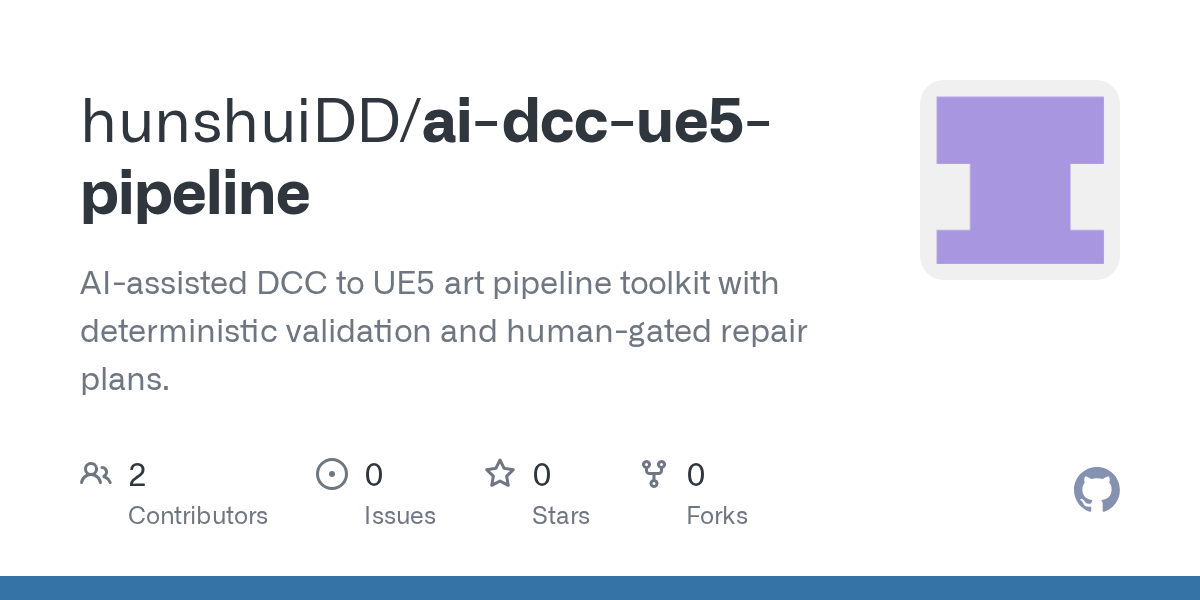 hunshuiDD/ai-dcc-ue5-
pipeline
AI-assisted DCC to UE5 art pipeline toolkit with
deterministic validation and human-gated repair
plans.
2
Contributors
0
Issues
0
Stars
0
Forks